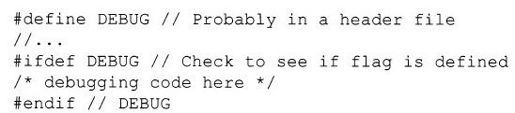 #define DEBUG // Probably in a header file
//...
#ifdef DEBUG // Check to see if flag is defined
/* debugging code here */
#endif // DEBUG